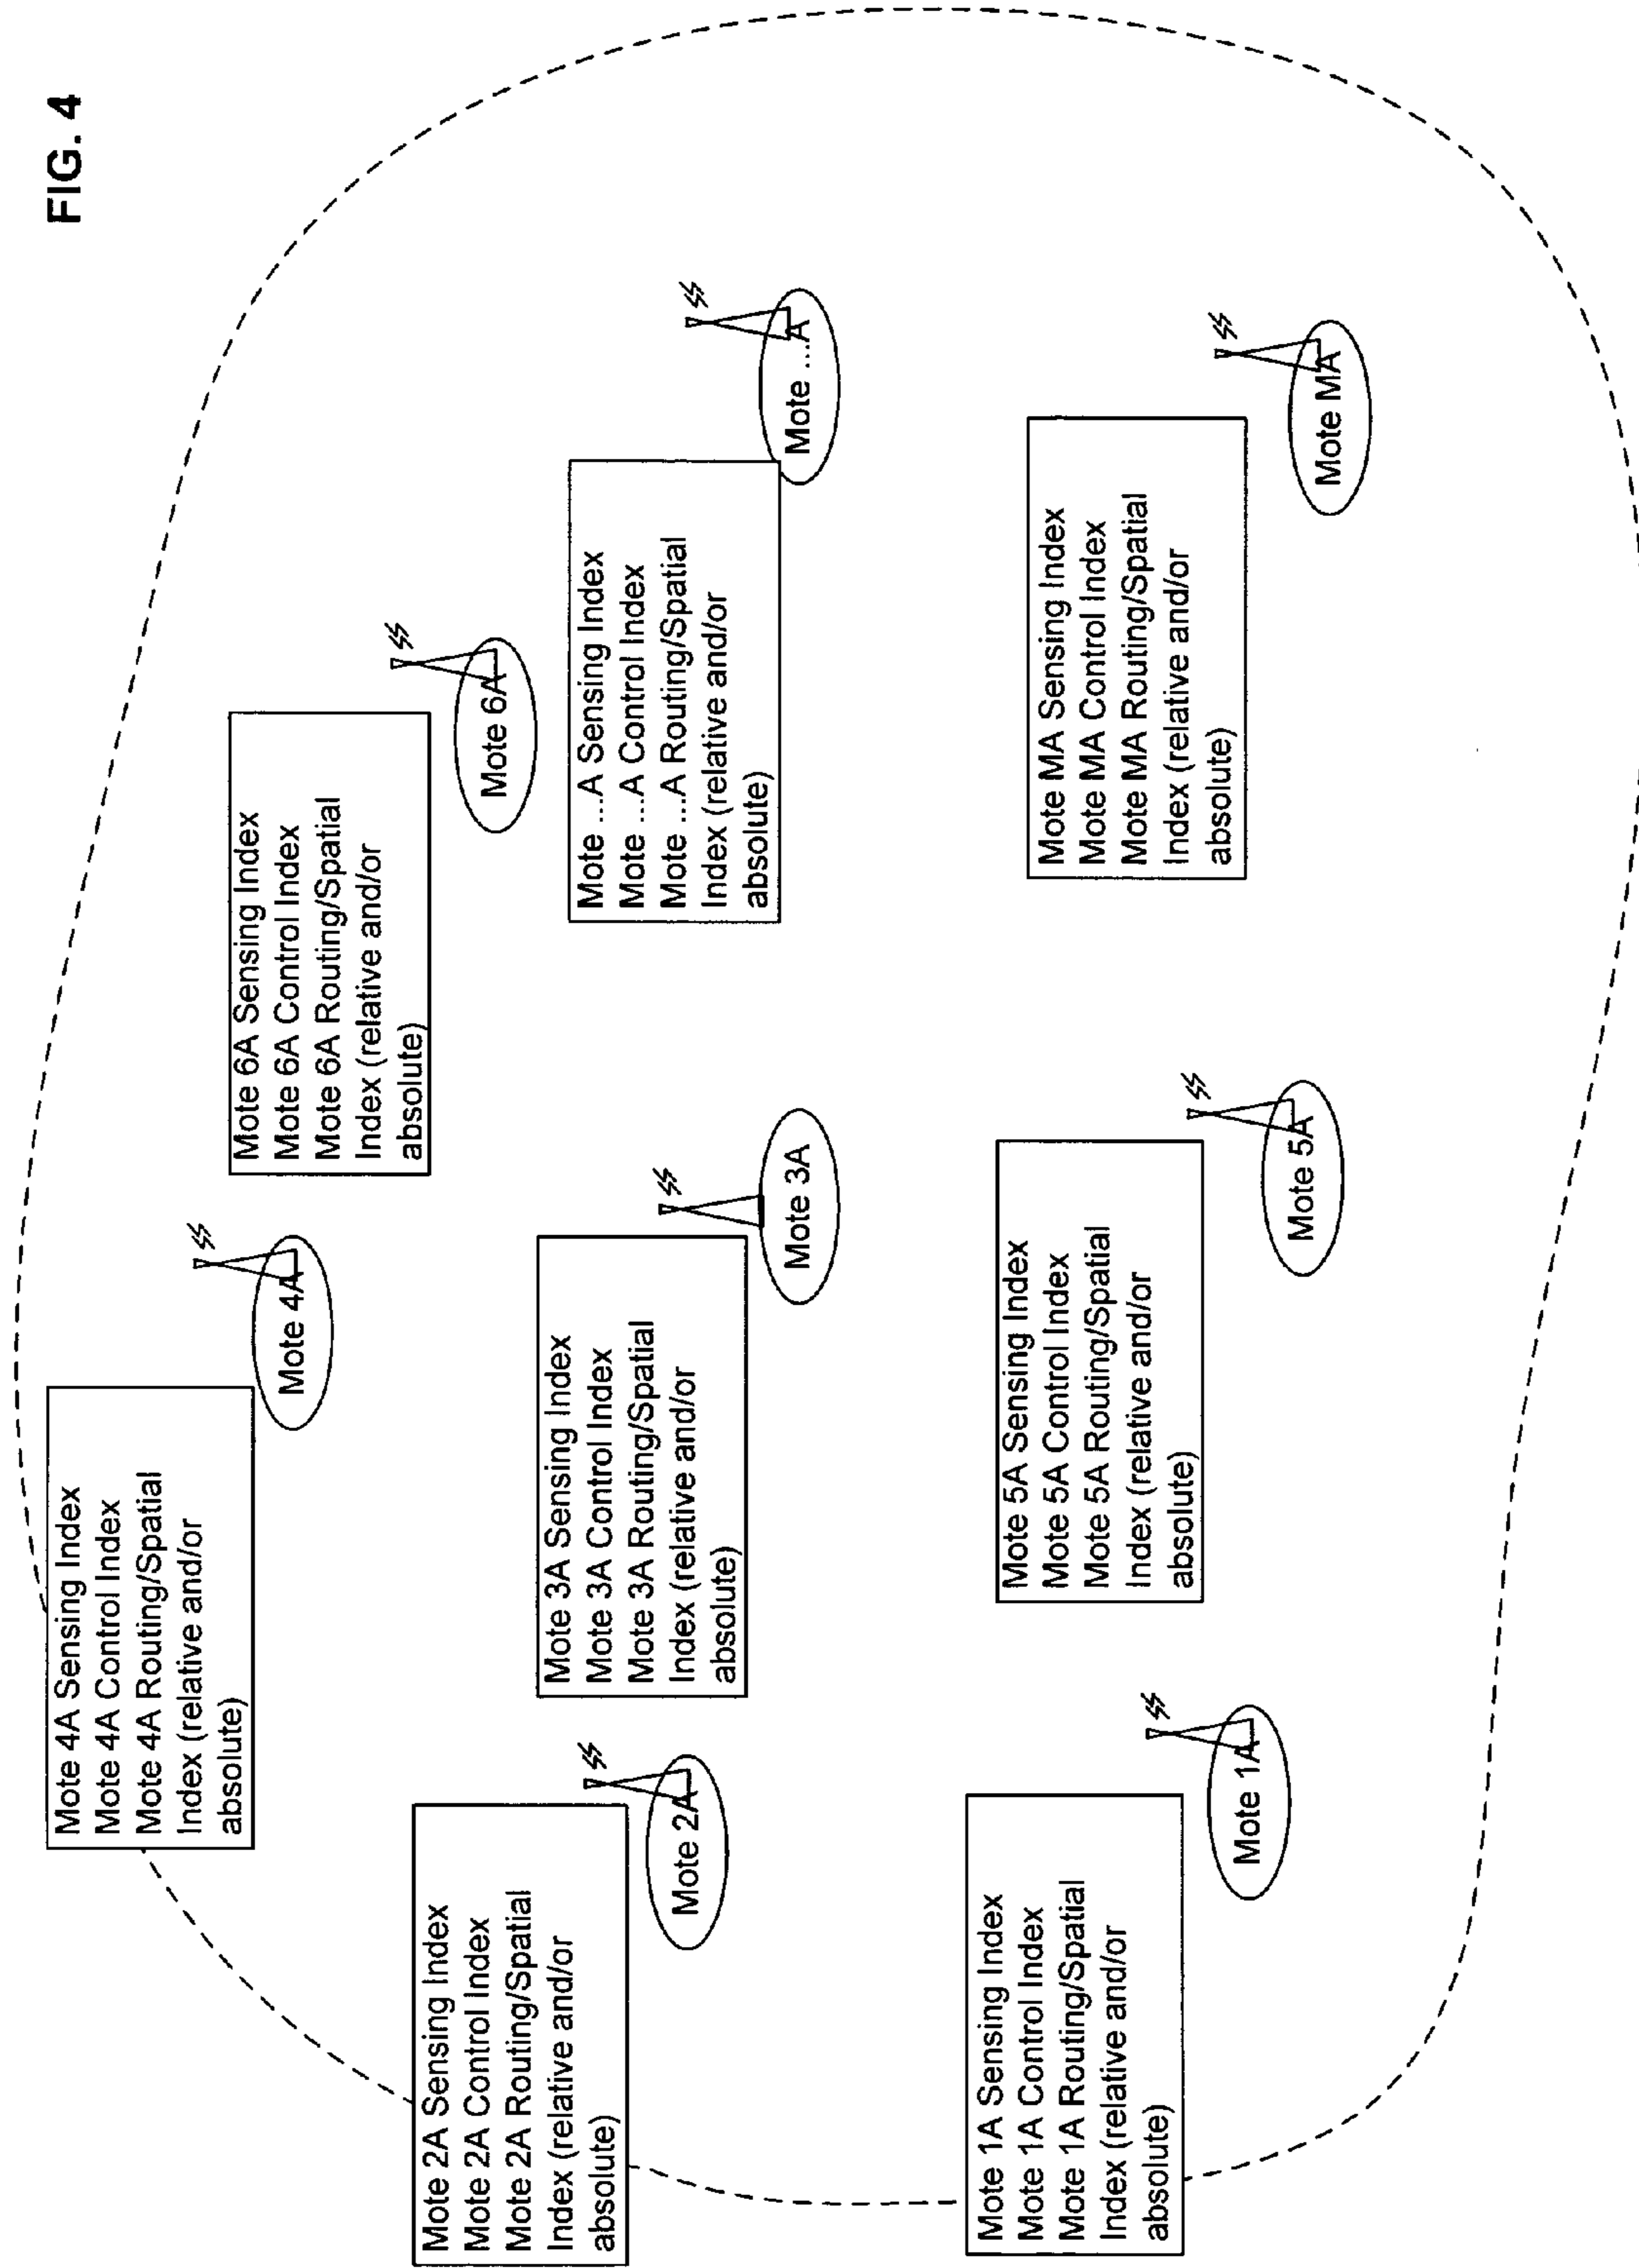 FIG. 4
Mote 4A Sensing Index
Mote 4A Control Index
Mote 4A Routing/Spatial
Index (relative and/or
absolute)
Mote 4A
Mote 6A Sensing Index
Mote 6A Control Index
Mote 6A Routing/Spatial
Index (relative and/or
absolute)
Mote 6A
Mote 2A Sensing Index
Mote 2A Control Index
Mote 2A Routing/Spatial
Index (relative and/or
absolute)
Mote 2A
Mote 3A Sensing Index
Mote 3A Control Index
Mote 3A Routing/Spatial
Index (relative and/or
absolute)
Mote 3A
Mote ...A Sensing Index
Mote ...A Control Index
Mote ...A Routing/Spatial
Index (relative and/or
absolute)
Mote ...A
Mote 1A Sensing Index
Mote 1A Control Index
Mote 1A Routing/Spatial
Index (relative and/or
absolute)
Mote 1A
Mote 5A Sensing Index
Mote 5A Control Index
Mote 5A Routing/Spatial
Index (relative and/or
absolute)
Mote 5A
Mote MA Sensing Index
Mote MA Control Index
Mote MA Routing/Spatial
Index (relative and/or
absolute)
Mote MA